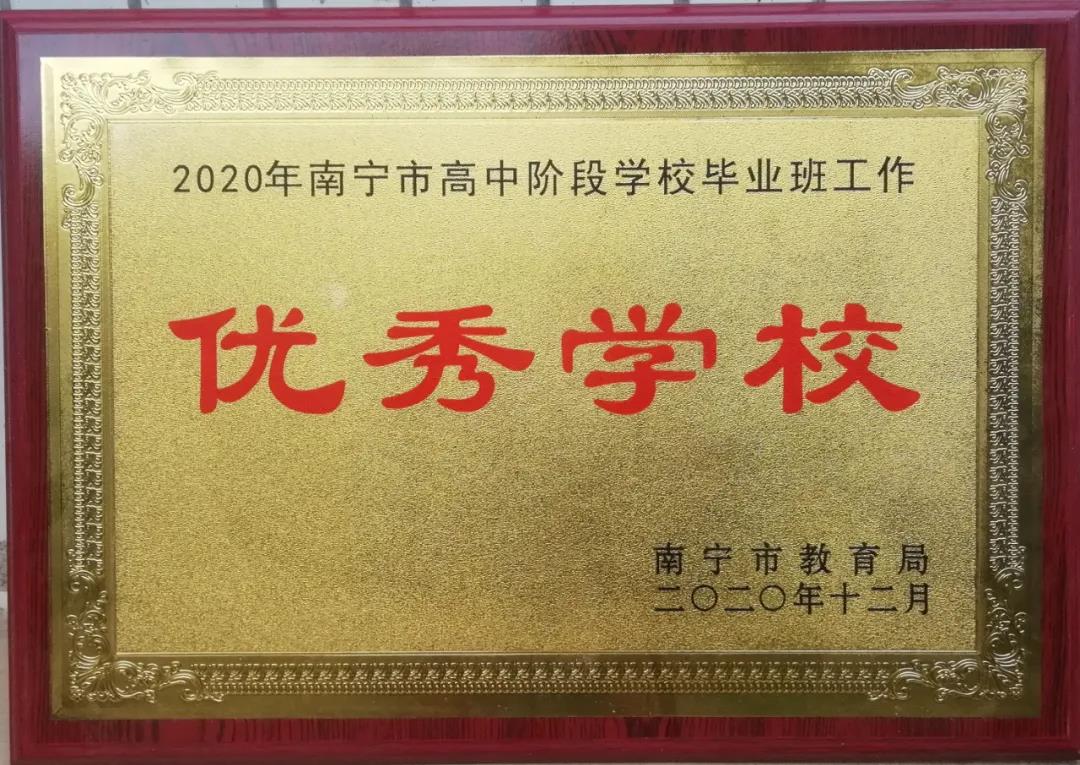 2020年南宁市高中阶段学校毕业班工作
优秀学校
南宁市教育局
二〇二〇年十二月